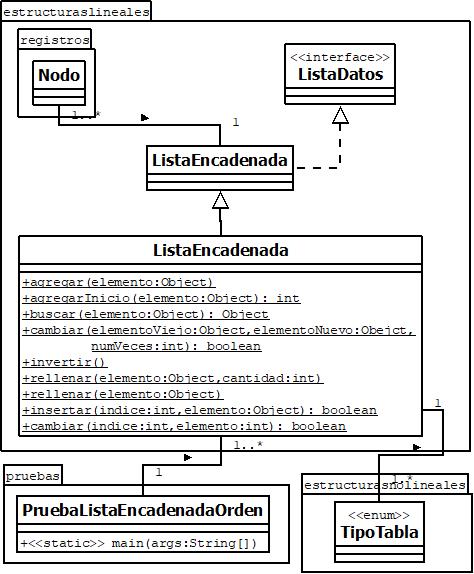 estructuraslineales
registros
Nodo
<<interface>>
ListaDatos
1..*
1
ListaEncadenada
ListaEncadenada
+agregar(elemento:Object)
+agregarInicio(elemento:Object): int
+buscar(elemento:Object): Object
+cambiar(elementoViejo:Object,elementoNuevo:Obejct,
numVeces:int): boolean
+invertir()
+rellenar(elemento:Object,cantidad:int)
+rellenar(elemento:Object)
+insertar(indice:int,elemento:Object): boolean
+cambiar(indice:int,elemento:int): boolean
1
1..*
1
pruebas
PruebaListaEncadenadaOrden
+<<static>> main(args:String[])
1.*
estructurasnolineales
<<enum>>
TipoTabla